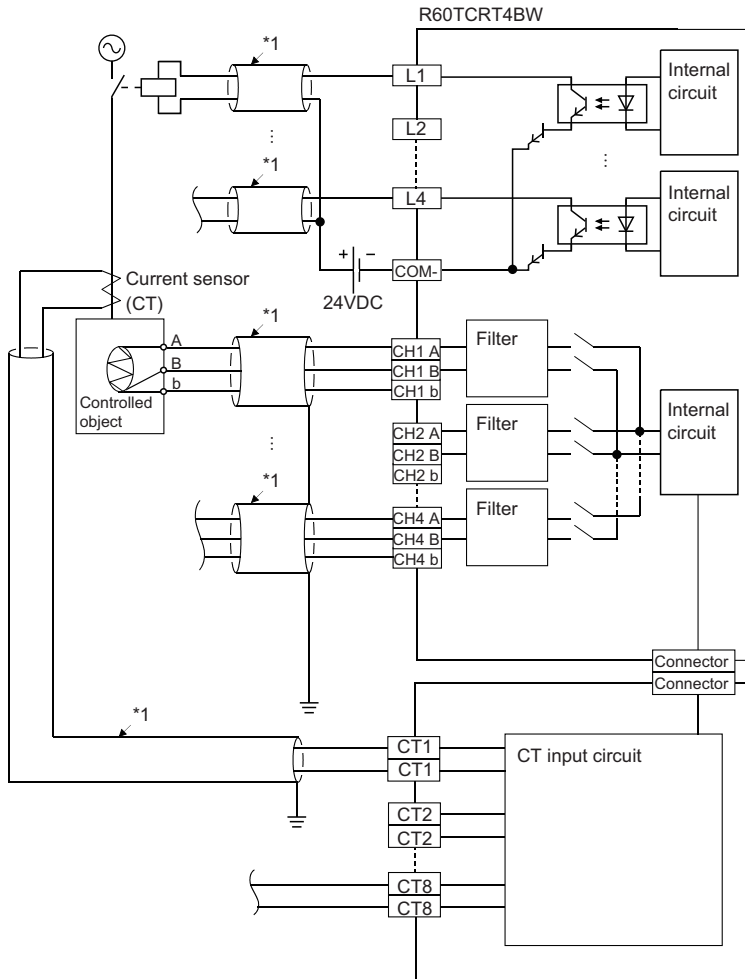 R60TCRT4BW
*1
L1
Internal
circuit
L2
⋮
⋮
*1
L4
Internal
circuit
+ −
24VDC
COM-
Current sensor
(CT)
*1
A
B
b
Controlled
object
CH1 A
CH1 B
CH1 b
Filter
CH2 A
CH2 B
CH2 b
Filter
Internal
circuit
⋮
*1
CH4 A
CH4 B
CH4 b
Filter
Connector
Connector
*1
CT1
CT1
CT input circuit
CT2
CT2
CT8
CT8